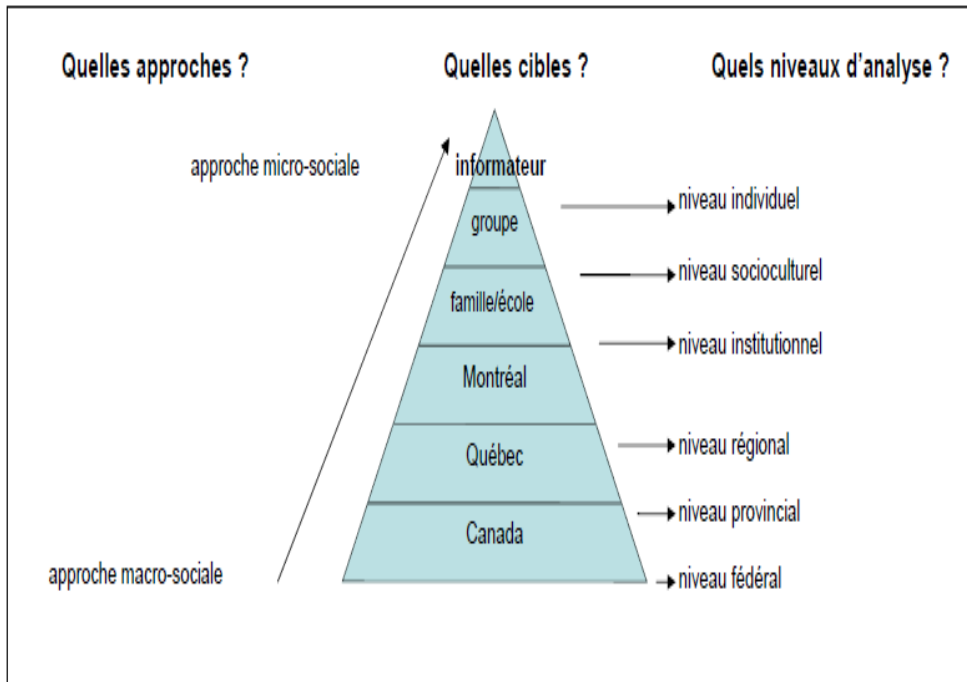 Quelles approches ?
Quelles cibles ?
Quels niveaux d'analyse ?
approche micro-sociale
informateur
niveau individuel
groupe
niveau socioculturel
famille/école
niveau institutionnel
Montréal
niveau régional
Québec
niveau provincial
Canada
approche macro-sociale
niveau fédéral